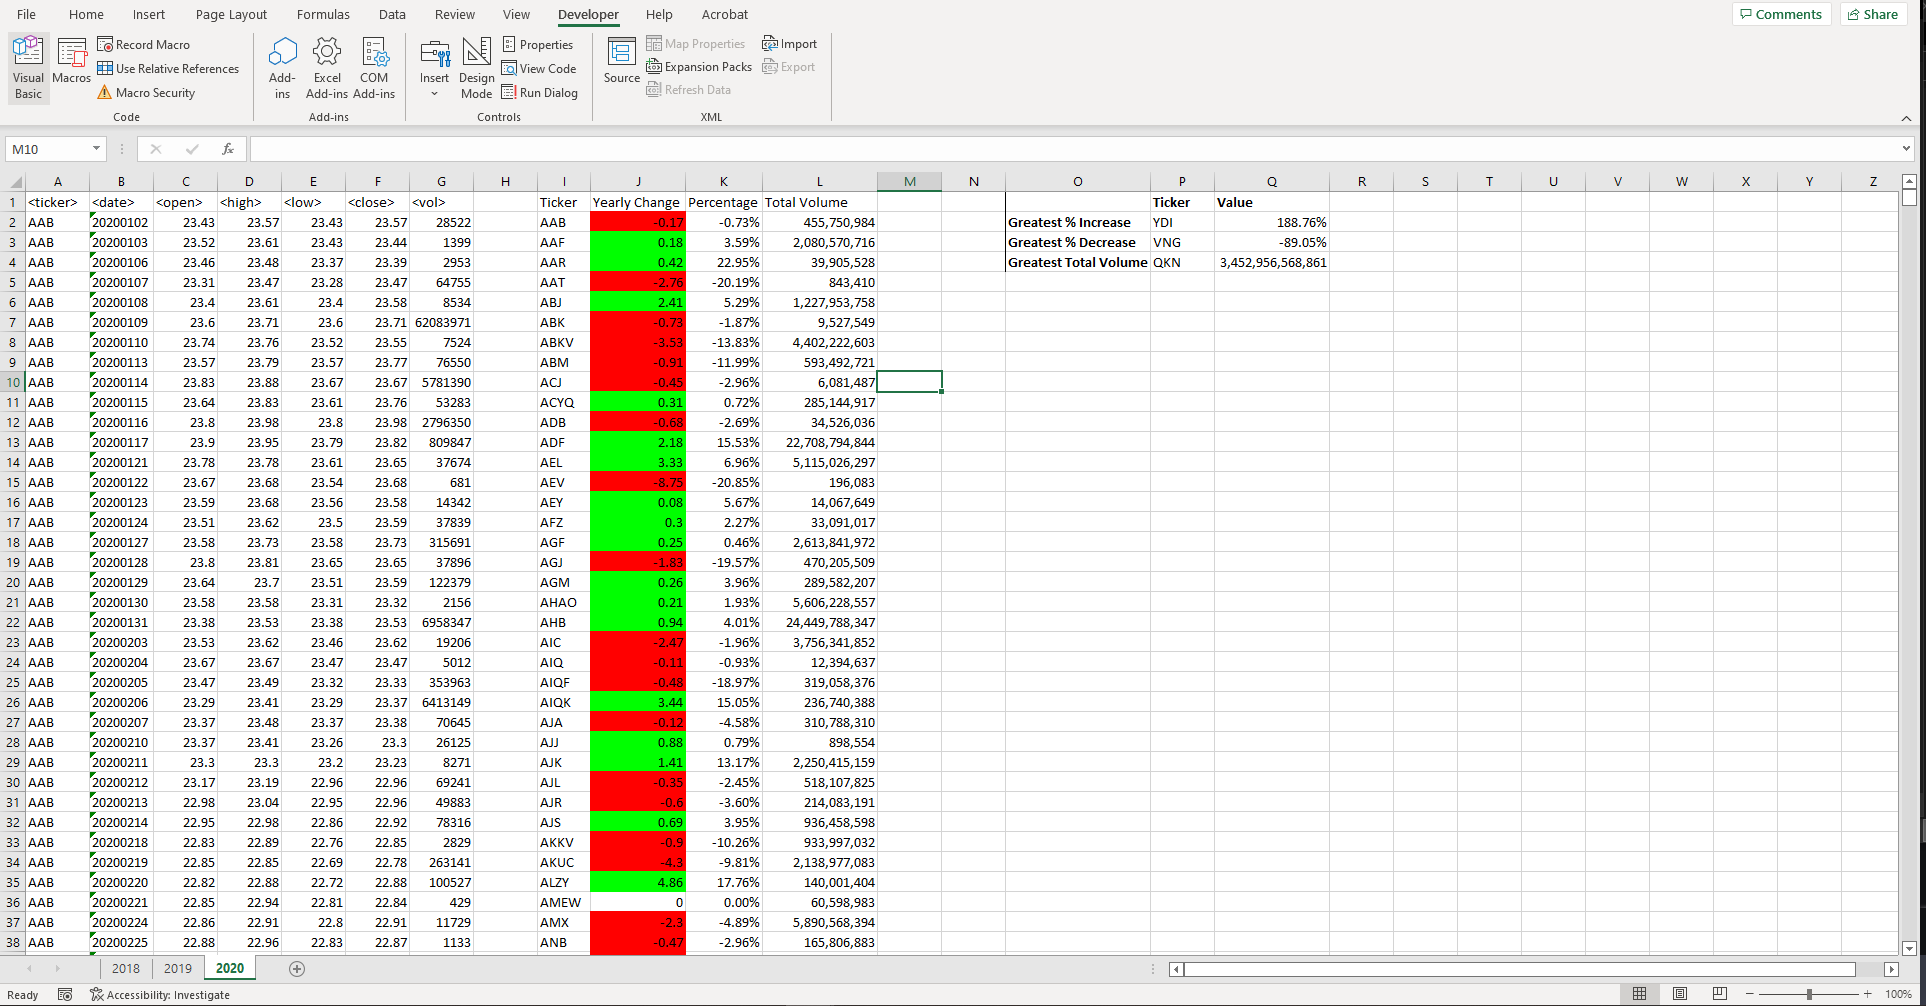 File Home Insert Page Layout Formulas Data Review View Developer Help Acrobat Comments Share
Visual Basic Macros Record Macro Use Relative References Macro Security Code
Add-ins Excel Add-ins COM Add-ins Add-ins
Insert Design Mode Properties View Code Run Dialog Controls
Source Map Properties Expansion Packs Refresh Data Import Export XML
M10 fx
A B C D E F G H I J K L M N O P Q R S T U V W X Y Z
1 <ticker> <date> <open> <high> <low> <close> <vol> Ticker Yearly Change Percentage Total Volume Ticker Value
2 AAB 20200102 23.43 23.57 23.43 23.57 28522 AAB -0.17 -0.73% 455,750,984 Greatest % Increase YDI 188.76%
3 AAB 20200103 23.52 23.61 23.43 23.44 1399 AAF 0.18 3.59% 2,080,570,716 Greatest % Decrease VNG -89.05%
4 AAB 20200106 23.46 23.48 23.37 23.39 2953 AAR 0.42 22.95% 39,905,528 Greatest Total Volume QKN 3,452,956,568,861
5 AAB 20200107 23.31 23.47 23.28 23.47 64755 AAT -2.76 -20.19% 843,410
6 AAB 20200108 23.4 23.61 23.4 23.58 8534 ABJ 2.41 5.29% 1,227,953,758
7 AAB 20200109 23.6 23.71 23.6 23.71 62083971 ABK -0.73 -1.87% 9,527,549
8 AAB 20200110 23.74 23.76 23.52 23.55 7524 ABKV -3.53 -13.83% 4,402,222,603
9 AAB 20200113 23.57 23.79 23.57 23.77 76550 ABM -0.91 -11.99% 593,492,721
10 AAB 20200114 23.83 23.88 23.67 23.67 5781390 ACJ -0.45 -2.96% 6,081,487
11 AAB 20200115 23.64 23.83 23.61 23.76 53283 ACYQ 0.31 0.72% 285,144,917
12 AAB 20200116 23.8 23.98 23.8 23.98 2796350 ADB -0.68 -2.69% 34,526,036
13 AAB 20200117 23.9 23.95 23.79 23.82 809847 ADF 2.18 15.53% 22,708,794,844
14 AAB 20200121 23.78 23.78 23.61 23.65 37674 AEL 3.33 6.96% 5,115,026,297
15 AAB 20200122 23.67 23.68 23.54 23.68 681 AEV -8.75 -20.85% 196,083
16 AAB 20200123 23.59 23.68 23.56 23.58 14342 AEY 0.08 5.67% 14,067,649
17 AAB 20200124 23.51 23.62 23.5 23.59 37839 AFZ 0.3 2.27% 33,091,017
18 AAB 20200127 23.58 23.73 23.58 23.73 315691 AGF 0.25 0.46% 2,613,841,972
19 AAB 20200128 23.8 23.81 23.65 23.65 37896 AGJ -1.83 -19.57% 470,205,509
20 AAB 20200129 23.64 23.7 23.51 23.59 122379 AGM 0.26 3.96% 289,582,207
21 AAB 20200130 23.58 23.58 23.31 23.32 2156 AHAO 0.21 1.93% 5,606,228,557
22 AAB 20200131 23.38 23.53 23.38 23.53 6958347 AHB 0.94 4.01% 24,449,788,347
23 AAB 20200203 23.53 23.62 23.46 23.62 19206 AIC -2.47 -1.96% 3,756,341,852
24 AAB 20200204 23.67 23.67 23.47 23.47 5012 AIQ -0.11 -0.93% 12,394,637
25 AAB 20200205 23.47 23.49 23.32 23.33 353963 AIQF -0.48 -18.97% 319,058,376
26 AAB 20200206 23.29 23.41 23.29 23.37 6413149 AIQK 3.44 15.05% 236,740,388
27 AAB 20200207 23.37 23.48 23.37 23.38 70645 AJA -0.12 -4.58% 310,788,310
28 AAB 20200210 23.37 23.41 23.26 23.3 26125 AJJ 0.88 0.79% 898,554
29 AAB 20200211 23.3 23.3 23.2 23.23 8271 AJK 1.41 13.17% 2,250,415,159
30 AAB 20200212 23.17 23.19 22.96 22.96 69241 AJL -0.35 -2.45% 518,107,825
31 AAB 20200213 22.98 23.04 22.95 22.96 49883 AJR -0.6 -3.60% 214,083,191
32 AAB 20200214 22.95 22.98 22.86 22.92 78316 AJS 0.69 3.95% 936,458,598
33 AAB 20200218 22.83 22.89 22.76 22.85 2829 AKKV -0.9 -10.26% 933,997,032
34 AAB 20200219 22.85 22.85 22.69 22.78 263141 AKUC -4.3 -9.81% 2,138,977,083
35 AAB 20200220 22.82 22.88 22.72 22.88 100527 ALZY 4.86 17.76% 140,001,404
36 AAB 20200221 22.85 22.94 22.81 22.84 429 AMEW 0 0.00% 60,598,983
37 AAB 20200224 22.86 22.91 22.8 22.91 11729 AMX -2.3 -4.89% 5,890,568,394
38 AAB 20200225 22.88 22.96 22.83 22.87 1133 ANB -0.47 -2.96% 165,806,883
2018 2019 2020
Ready Accessibility: Investigate 100%